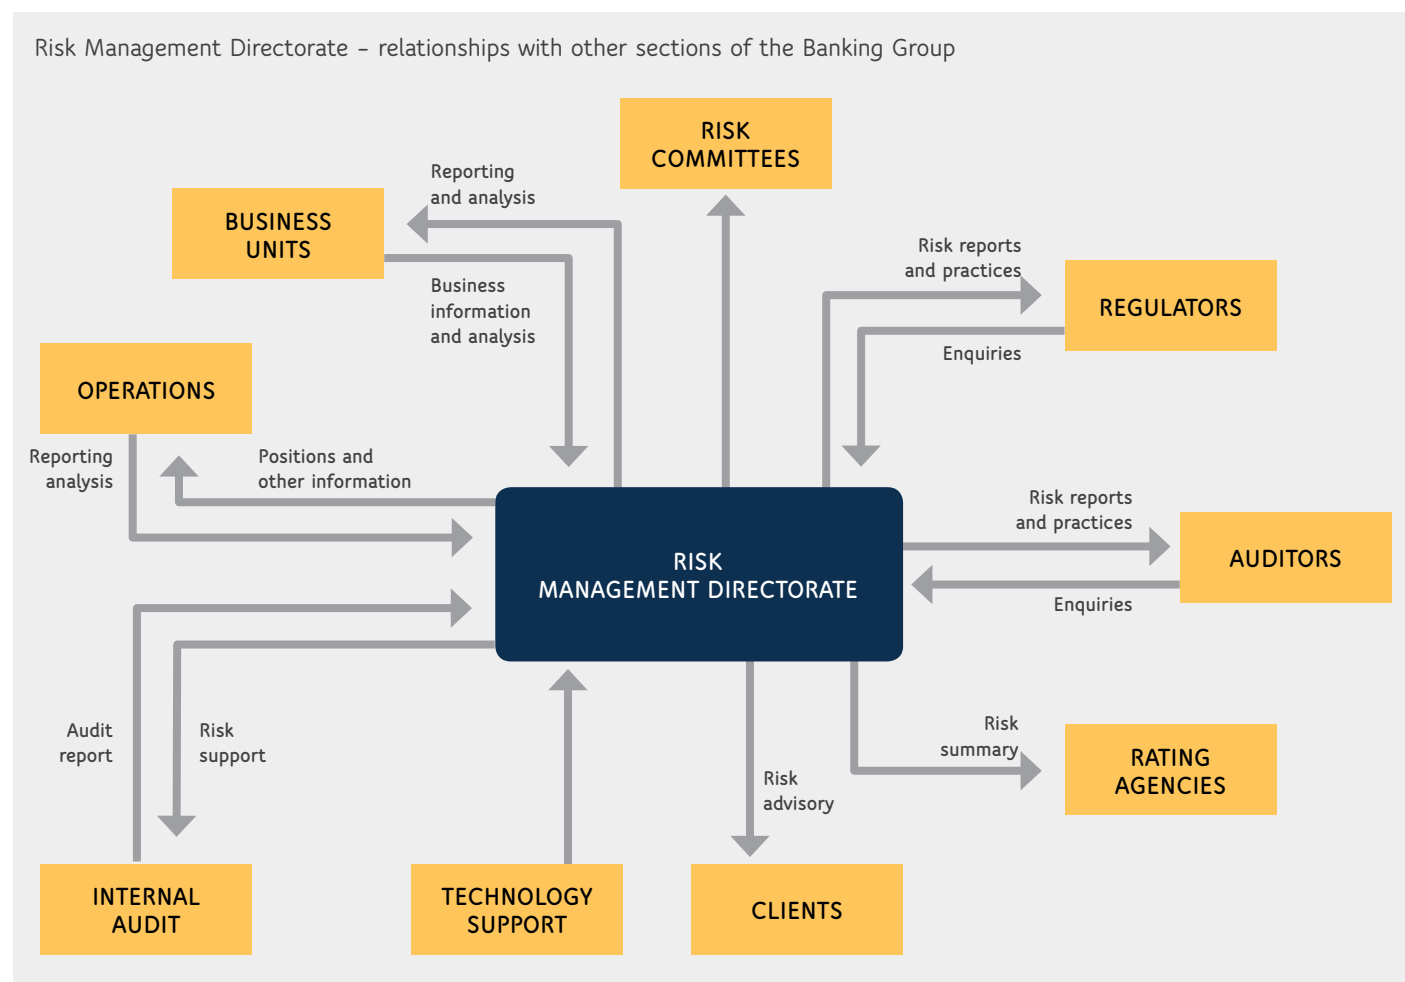 Risk Management Directorate – relationships with other sections of the Banking Group
RISK
COMMITTEES
Reporting
and analysis
BUSINESS
UNITS
Business
information
and analysis
Risk reports
and practices
REGULATORS
Enquiries
OPERATIONS
Reporting
analysis
Positions and
other information
RISK
MANAGEMENT DIRECTORATE
Risk reports
and practices
AUDITORS
Enquiries
Audit
report
Risk
support
Risk
summary
RATING
AGENCIES
Risk
advisory
INTERNAL
AUDIT
TECHNOLOGY
SUPPORT
CLIENTS